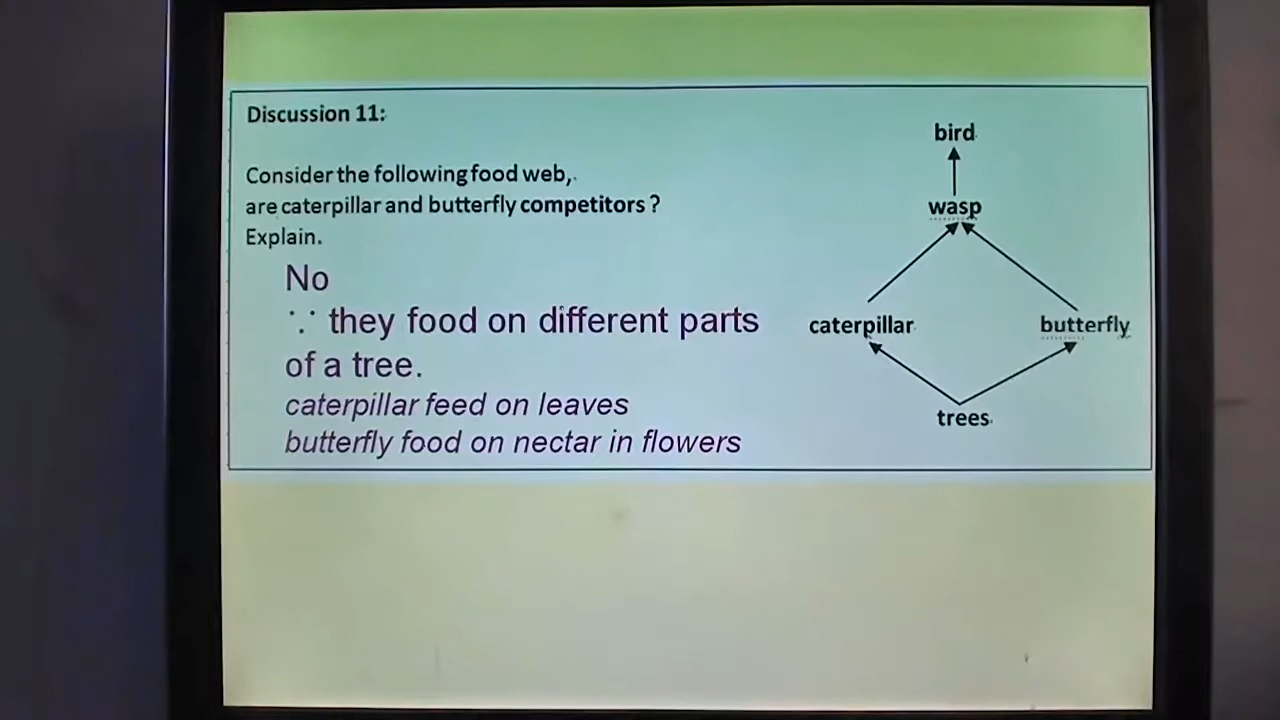 Discussion 11:
Consider the following food web,
are caterpillar and butterfly competitors ?
Explain.
No
∵ they food on different parts
of a tree.
caterpillar feed on leaves
butterfly food on nectar in flowers
bird
wasp
caterpillar
butterfly
trees